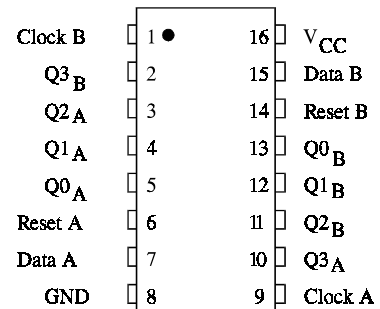 Clock B 1 16 VCC
Q3B 2 15 Data B
Q2A 3 14 Reset B
Q1A 4 13 Q0B
Q0A 5 12 Q1B
Reset A 6 11 Q2B
Data A 7 10 Q3A
GND 8 9 Clock A